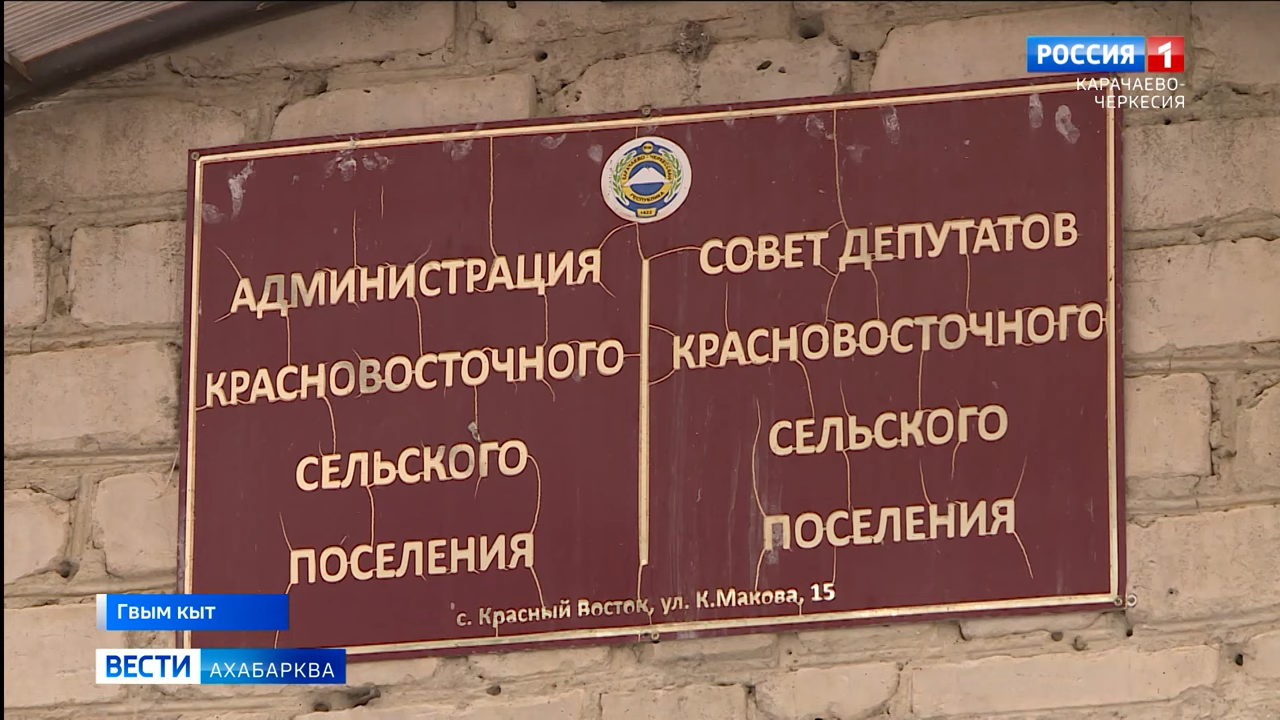 РОССИЯ 1
КАРАЧАЕВО-
ЧЕРКЕСИЯ
АДМИНИСТРАЦИЯ
КРАСНОВОСТОЧНОГО
СЕЛЬСКОГО
ПОСЕЛЕНИЯ
СОВЕТ ДЕПУТАТОВ
КРАСНОВОСТОЧНОГО
СЕЛЬСКОГО
ПОСЕЛЕНИЯ
с. Красный Восток, ул. К.Макова, 15
Гвым кыт
ВЕСТИ АХАБАРКВА